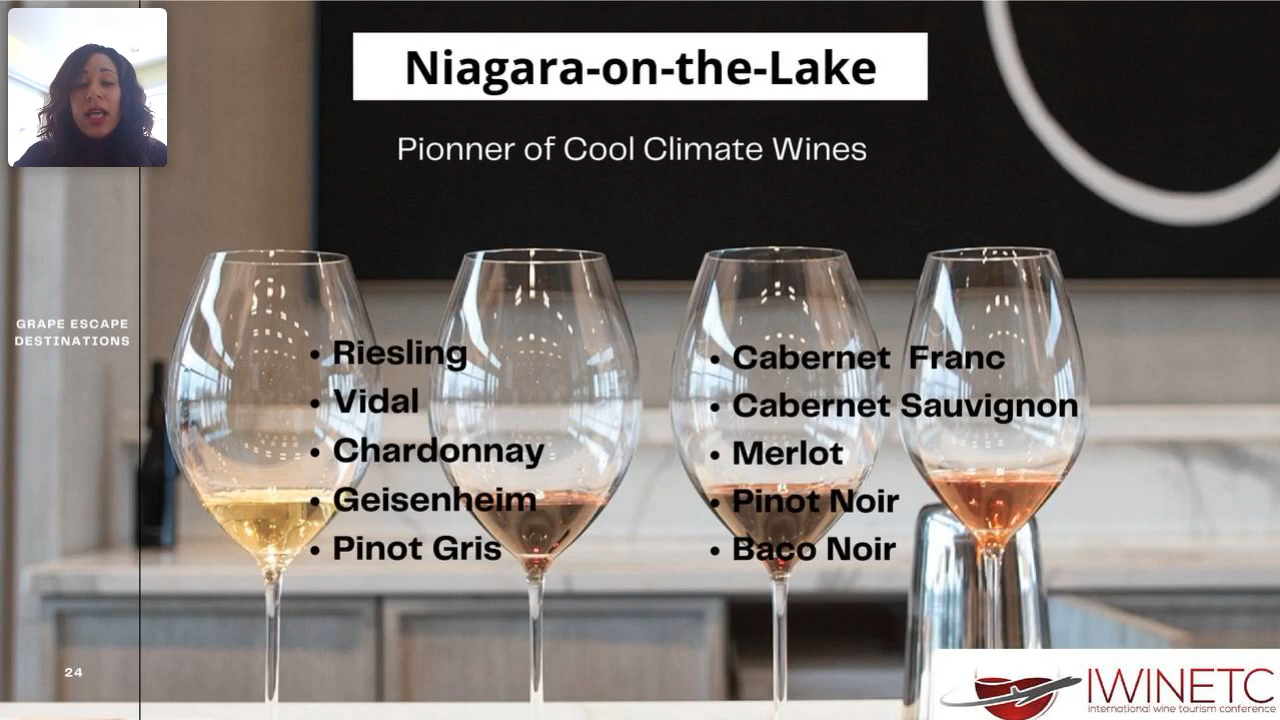 Niagara-on-the-Lake
Pionner of Cool Climate Wines
GRAPE ESCAPE
DESTINATIONS
• Riesling
• Vidal
• Chardonnay
• Geisenheim
• Pinot Gris
• Cabernet Franc
• Cabernet Sauvignon
• Merlot
• Pinot Noir
• Baco Noir
24
IWINETC
international wine tourism conference